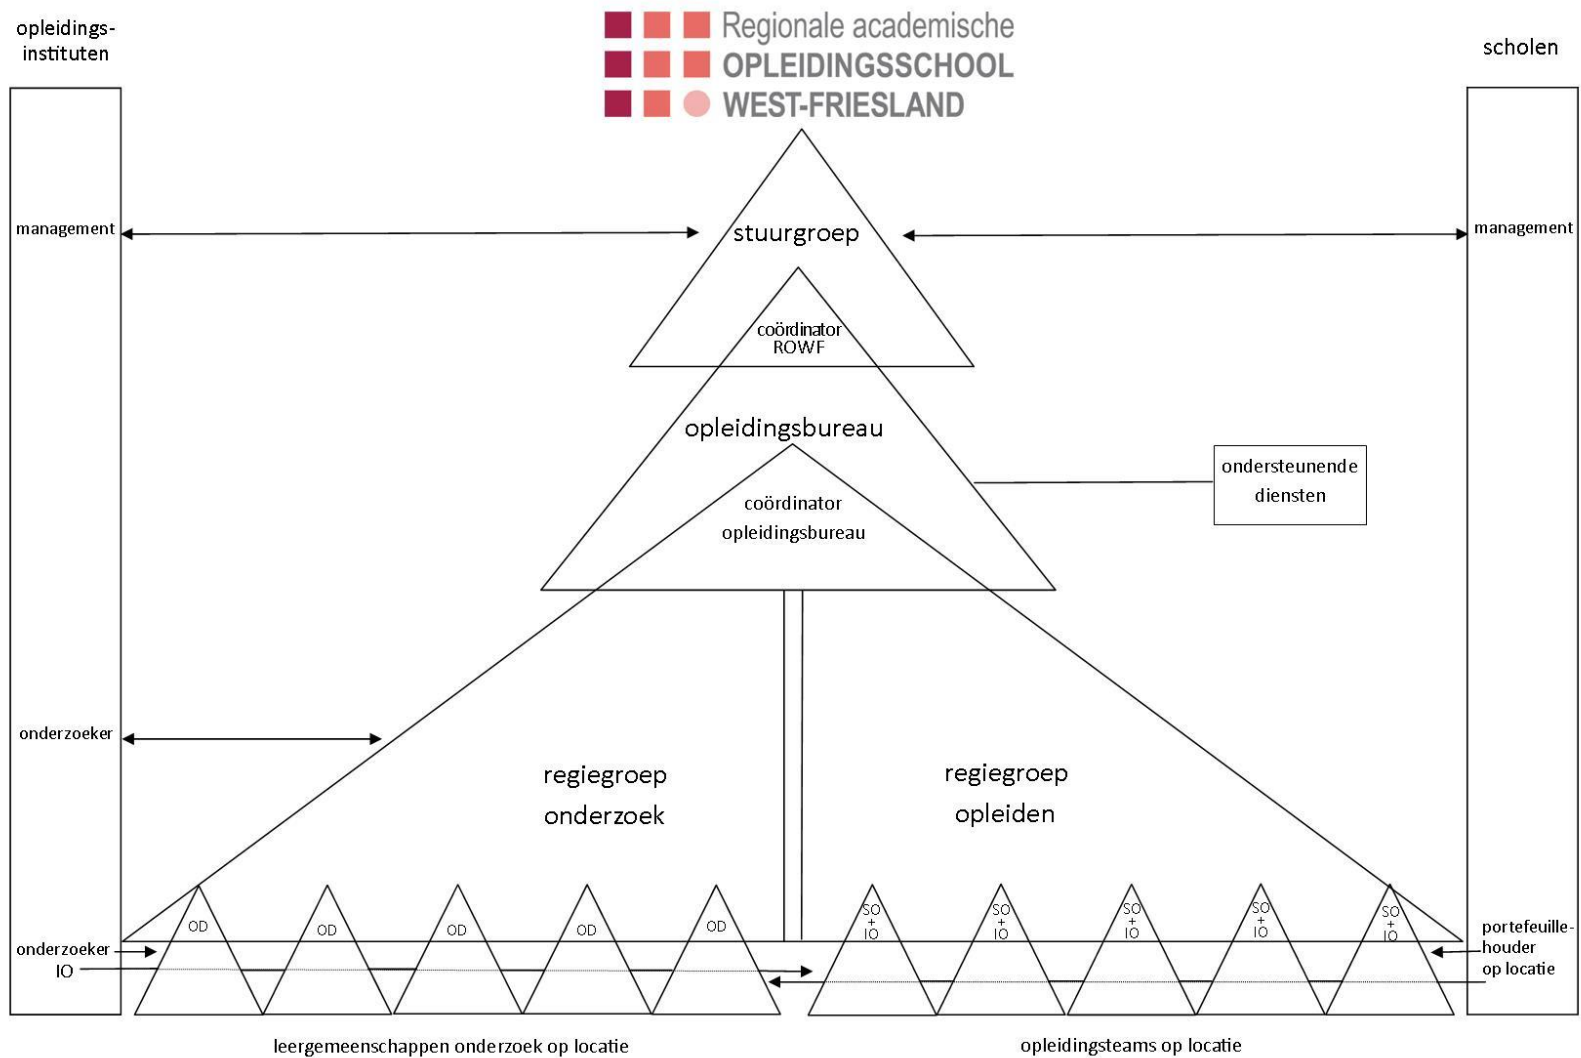 opleidings-
instituten
Regionale academische
OPLEIDINGSSCHOOL
WEST-FRIESLAND
scholen
management
stuurgroep
management
coördinator
ROWF
opleidingsbureau
coördinator
opleidingsbureau
ondersteunende
diensten
onderzoeker
regiegroep
onderzoek
regiegroep
opleiden
OD
OD
OD
OD
OD
SO
+
IO
SO
+
IO
SO
+
IO
SO
+
IO
SO
+
IO
onderzoeker
IO
portefeuille-
houder
op locatie
leergemeenschappen onderzoek op locatie
opleidingsteams op locatie